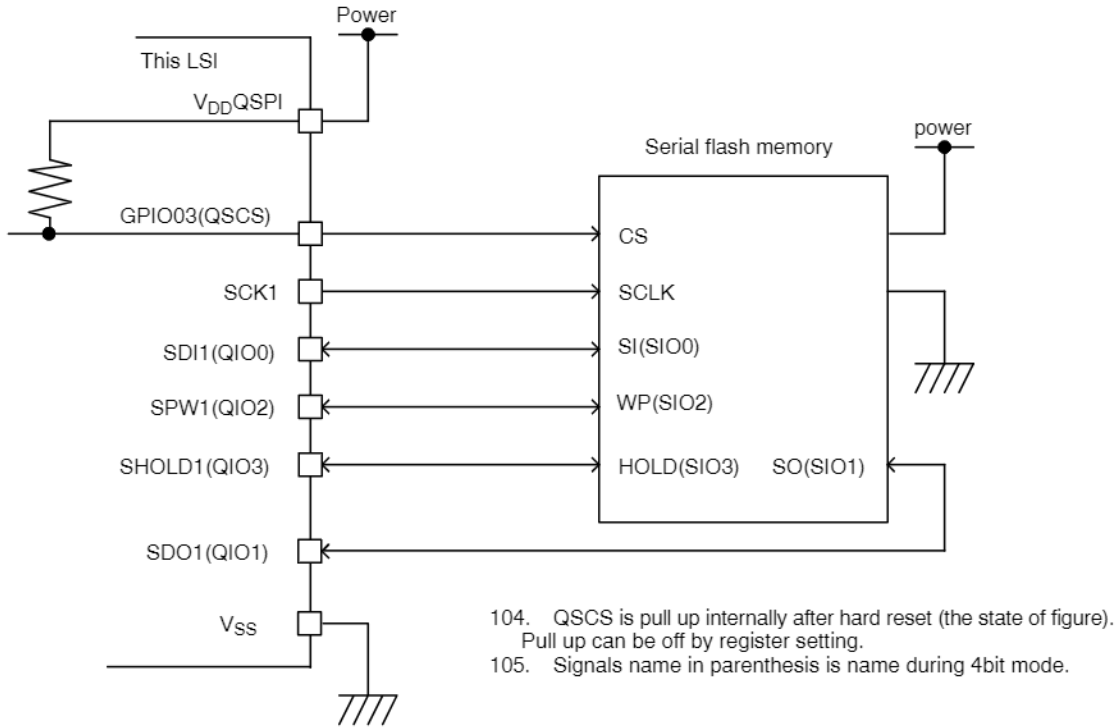 Power
This LSI
VDDQSPI
power
Serial flash memory
GPIO03(QSCS)
CS
SCK1
SCLK
SDI1(QIO0)
SI(SIO0)
SPW1(QIO2)
WP(SIO2)
SHOLD1(QIO3)
HOLD(SIO3)
SO(SIO1)
SDO1(QIO1)
VSS
104. QSCS is pull up internally after hard reset (the state of figure).
Pull up can be off by register setting.
105. Signals name in parenthesis is name during 4bit mode.